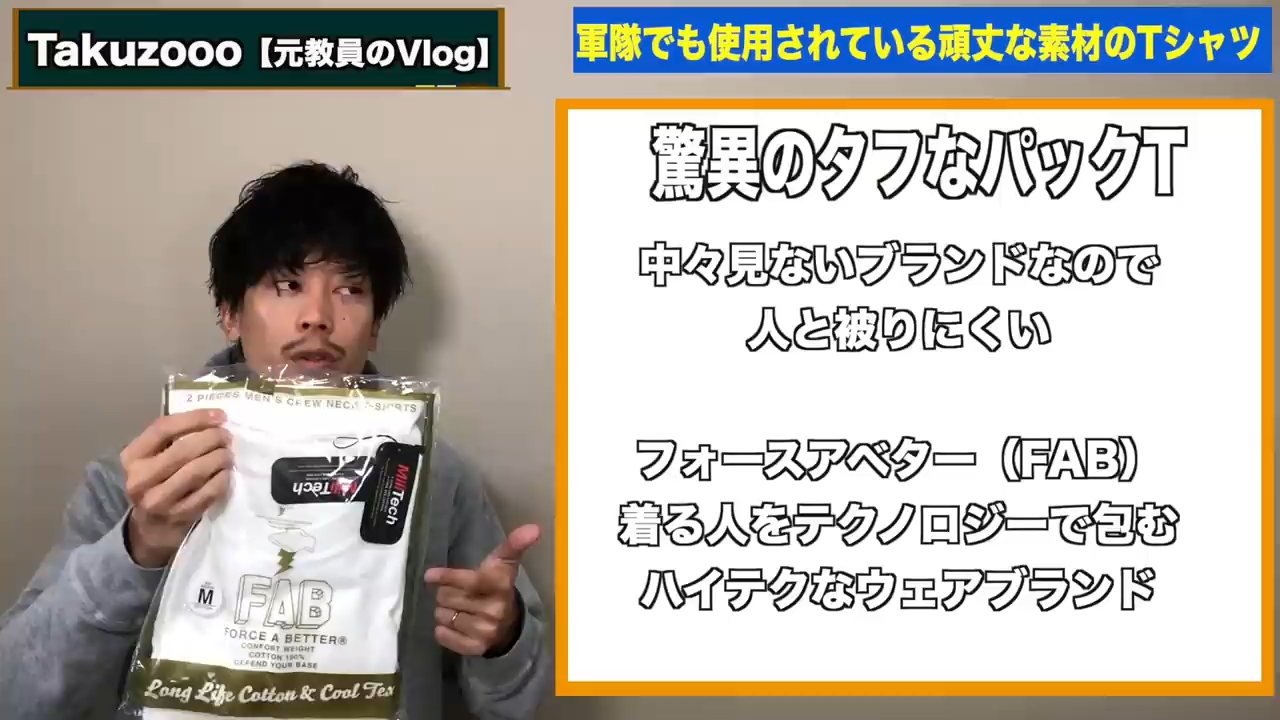 Takuzooo【元教員のVlog】
軍隊でも使用されている頑丈な素材のTシャツ
驚異のタフなパックT
中々見ないブランドなので
人と被りにくい
フォースアベター（FAB）
着る人をテクノロジーで包む
ハイテクなウェアブランド
2 PIECES MEN'S CREW NECK T-SHIRTS
MilTech
MilTech
M
FAB
FORCE A BETTER®
COMFORT WEIGHT
COTTON 100%
DEFEND YOUR BASE
Long Life Cotton & Cool Tex